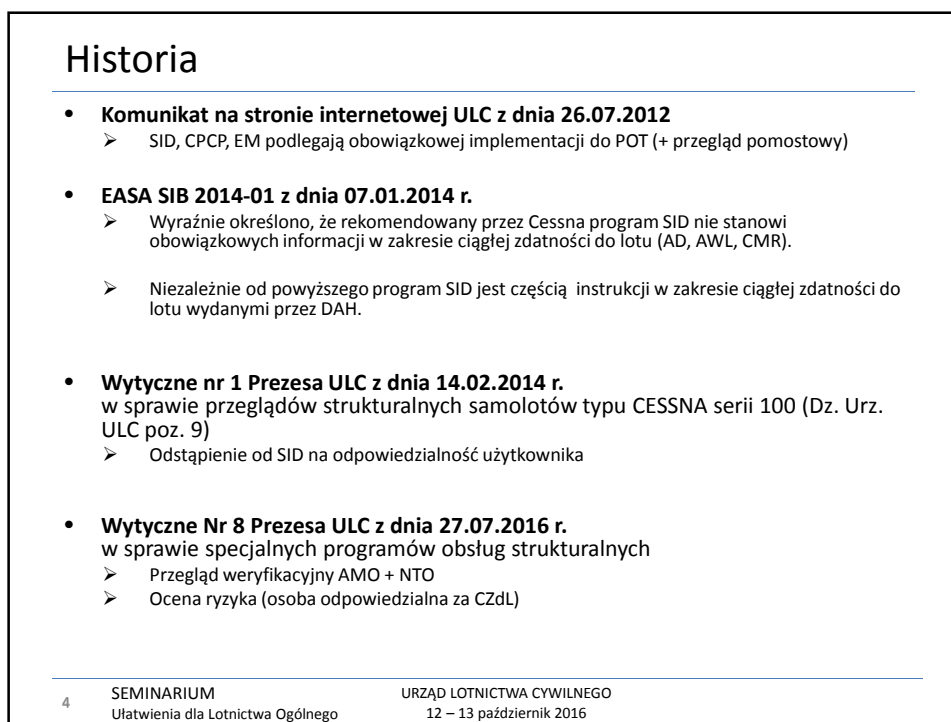 Historia
• Komunikat na stronie internetowej ULC z dnia 26.07.2012
➢ SID, CPCP, EM podlegają obowiązkowej implementacji do POT (+ przegląd pomostowy)
• EASA SIB 2014-01 z dnia 07.01.2014 r.
➢ Wyraźnie określono, że rekomendowany przez Cessna program SID nie stanowi
obowiązkowych informacji w zakresie ciągłej zdatności do lotu (AD, AWL, CMR).
➢ Niezależnie od powyższego program SID jest częścią instrukcji w zakresie ciągłej zdatności do
lotu wydanymi przez DAH.
• Wytyczne nr 1 Prezesa ULC z dnia 14.02.2014 r.
w sprawie przeglądów strukturalnych samolotów typu CESSNA serii 100 (Dz. Urz.
ULC poz. 9)
➢ Odstąpienie od SID na odpowiedzialność użytkownika
• Wytyczne Nr 8 Prezesa ULC z dnia 27.07.2016 r.
w sprawie specjalnych programów obsług strukturalnych
➢ Przegląd weryfikacyjny AMO + NTO
➢ Ocena ryzyka (osoba odpowiedzialna za CZdL)
4
SEMINARIUM
Ułatwienia dla Lotnictwa Ogólnego
URZĄD LOTNICTWA CYWILNEGO
12 – 13 październik 2016